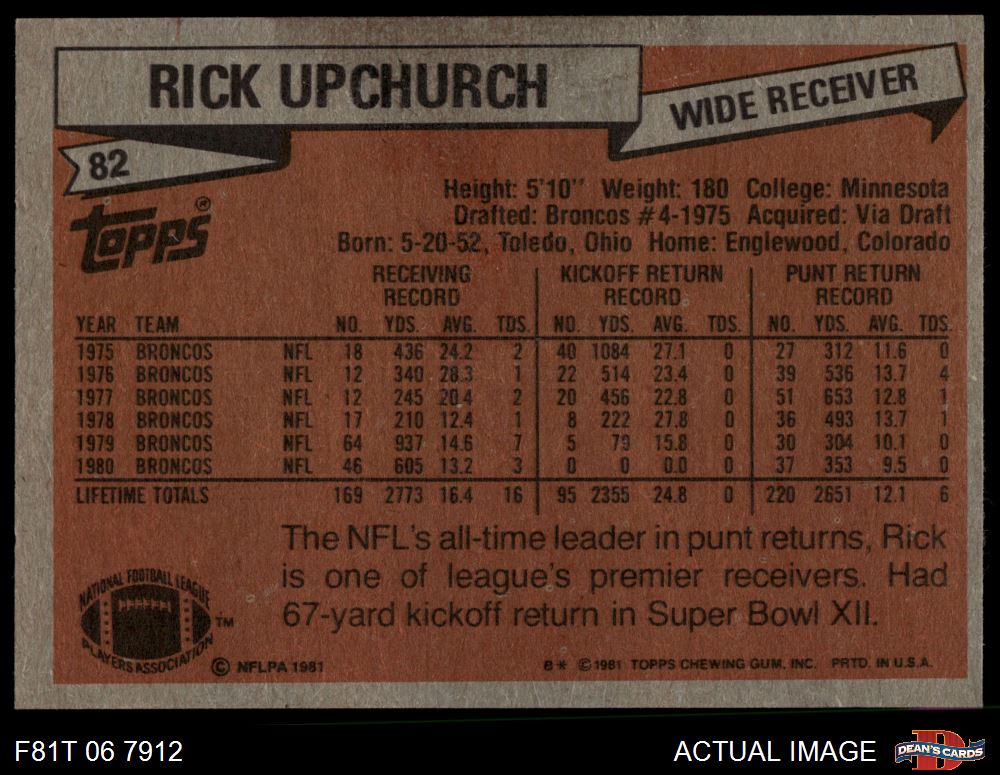 RICK UPCHURCH
WIDE RECEIVER
82
TOPPS®
Height: 5'10" Weight: 180 College: Minnesota
Drafted: Broncos #4-1975 Acquired: Via Draft
Born: 5-20-52, Toledo, Ohio Home: Englewood, Colorado
RECEIVING RECORD KICKOFF RETURN RECORD PUNT RETURN RECORD
YEAR TEAM NO. YDS. AVG. TDS. NO. YDS. AVG. TDS. NO. YDS. AVG. TDS.
1975 BRONCOS NFL 18 436 24.2 2 40 1084 27.1 0 27 312 11.6 0
1976 BRONCOS NFL 12 340 28.3 1 22 514 23.4 0 39 536 13.7 4
1977 BRONCOS NFL 12 245 20.4 2 20 456 22.8 0 51 653 12.8 1
1978 BRONCOS NFL 17 210 12.4 1 8 222 27.8 0 36 493 13.7 1
1979 BRONCOS NFL 64 937 14.6 7 5 79 15.8 0 30 304 10.1 0
1980 BRONCOS NFL 46 605 13.2 3 0 0 0.0 0 37 353 9.5 0
LIFETIME TOTALS 169 2773 16.4 16 95 2355 24.8 0 220 2651 12.1 6
The NFL's all-time leader in punt returns, Rick
is one of league's premier receivers. Had
67-yard kickoff return in Super Bowl XII.
NATIONAL FOOTBALL LEAGUE
PLAYERS ASSOCIATION
TM
© NFLPA 1981
8* © 1981 TOPPS CHEWING GUM, INC. PRTD. IN U.S.A.
F81T 06 7912
ACTUAL IMAGE
D
DEAN'S CARDS